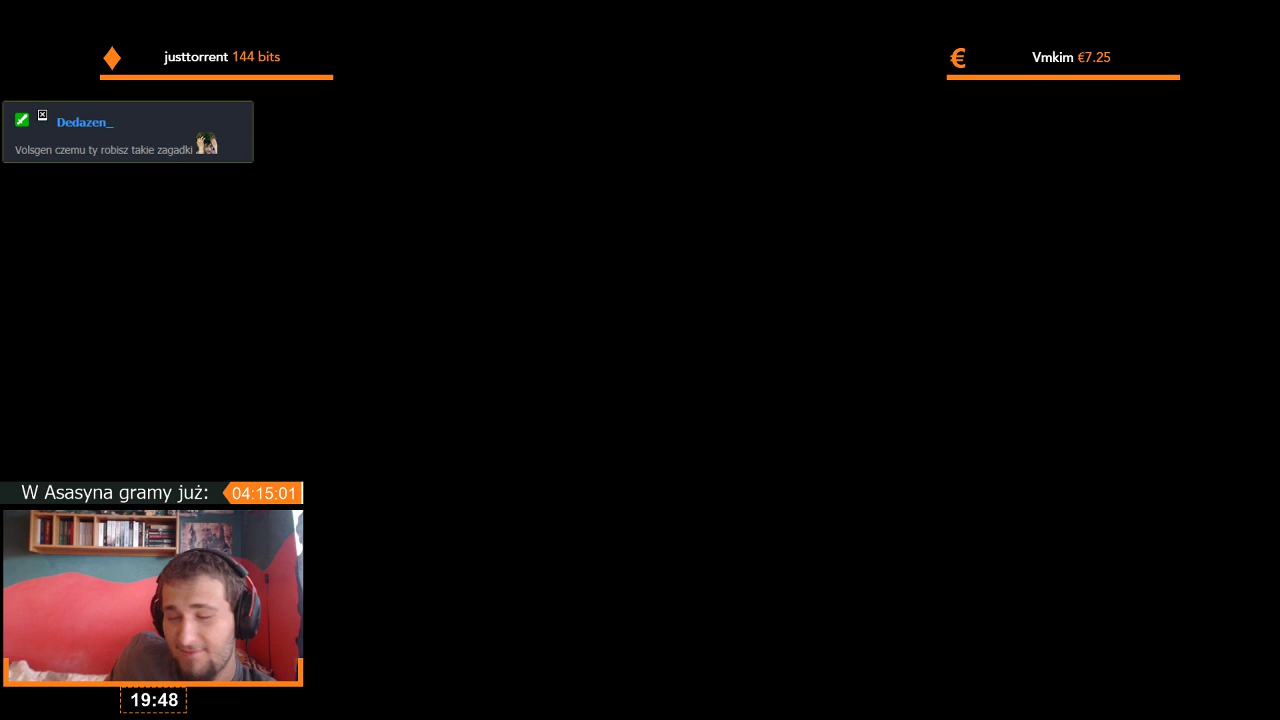 justtorrent 144 bits
€ Vmkim €7.25
Dedazen_
Volsgen czemu ty robisz takie zagadki
W Asasyna gramy już: 04:15:01
19:48